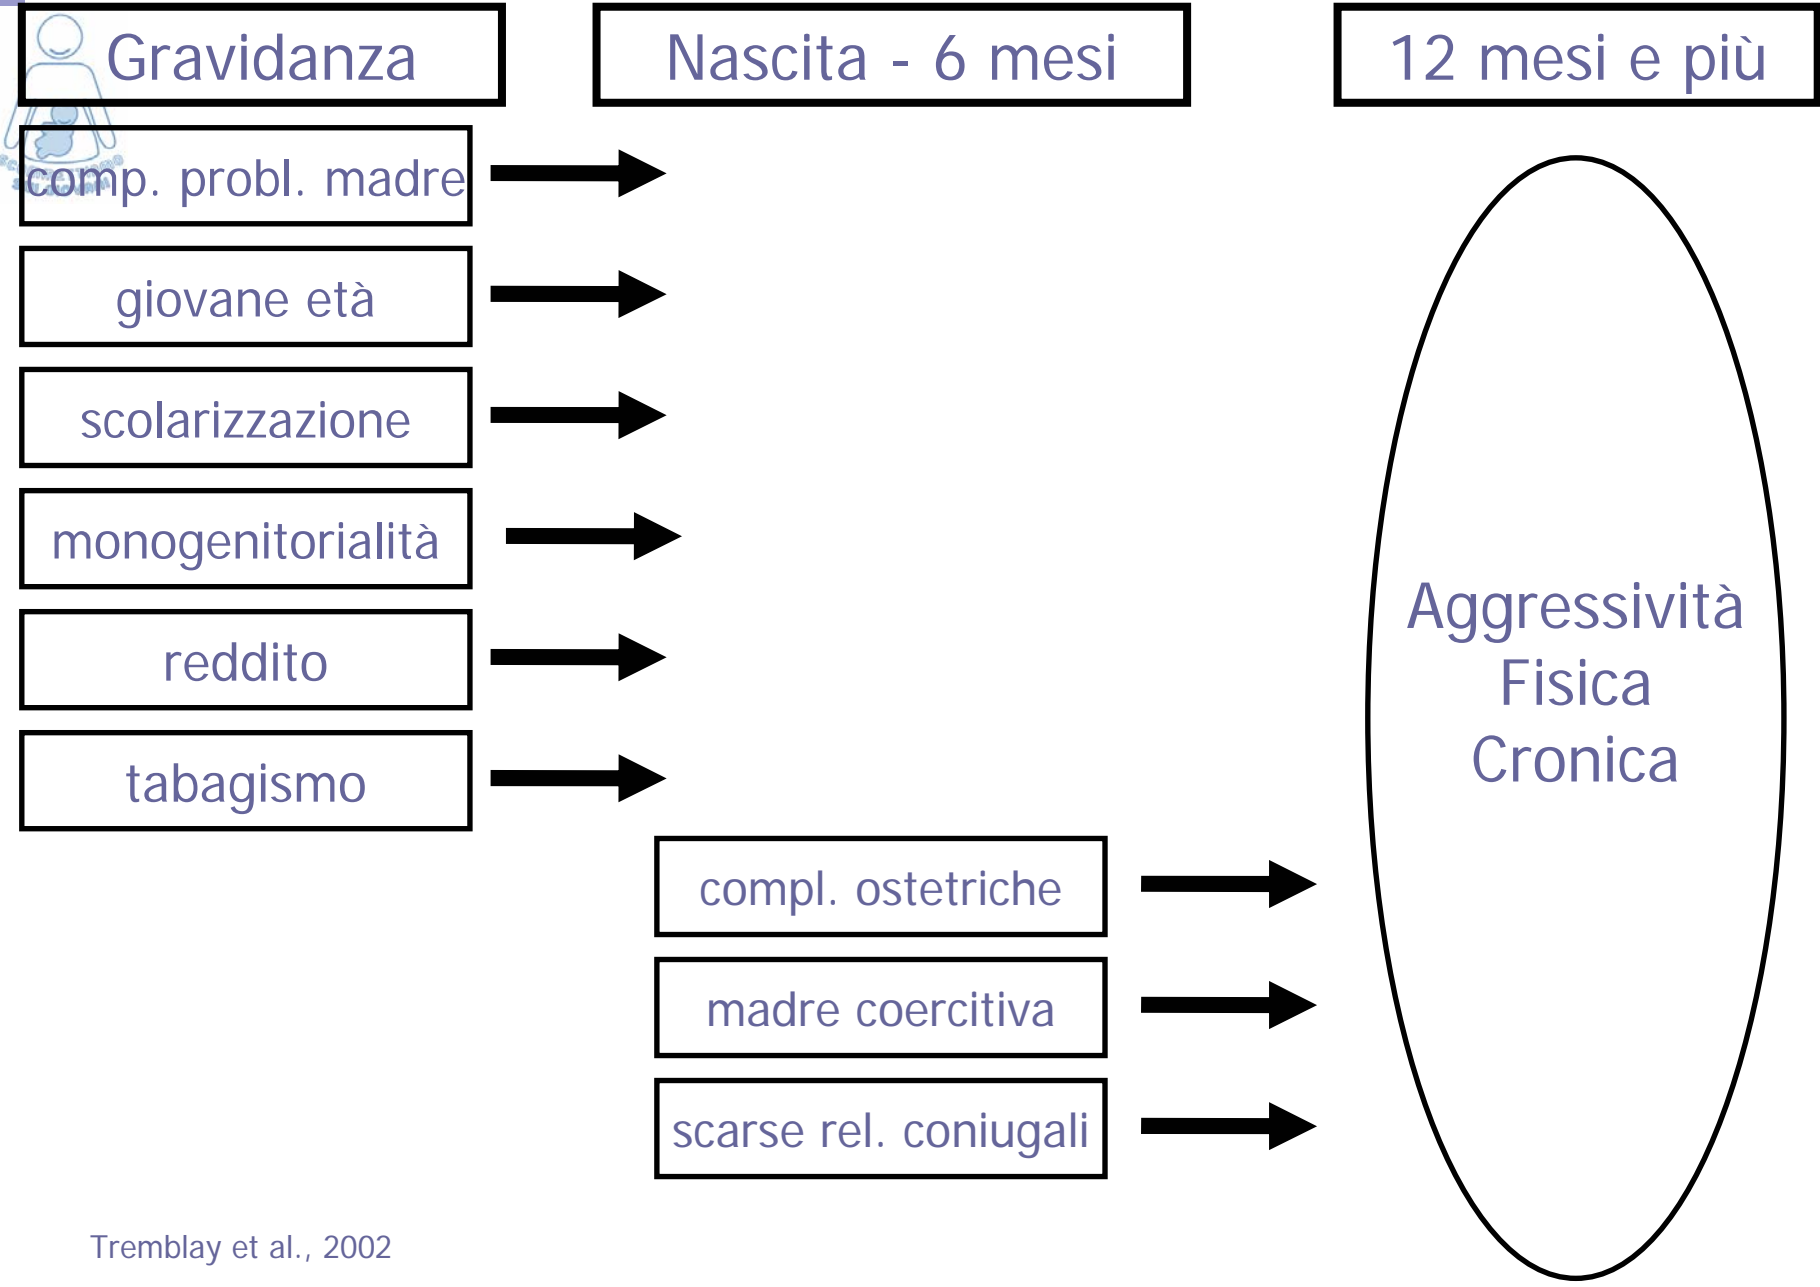 Gravidanza
Nascita - 6 mesi
12 mesi e più
comp. probl. madre
giovane età
scolarizzazione
monogenitorialità
reddito
tabagismo
compl. ostetriche
madre coercitiva
scarse rel. coniugali
Aggressività
Fisica
Cronica
Tremblay et al., 2002